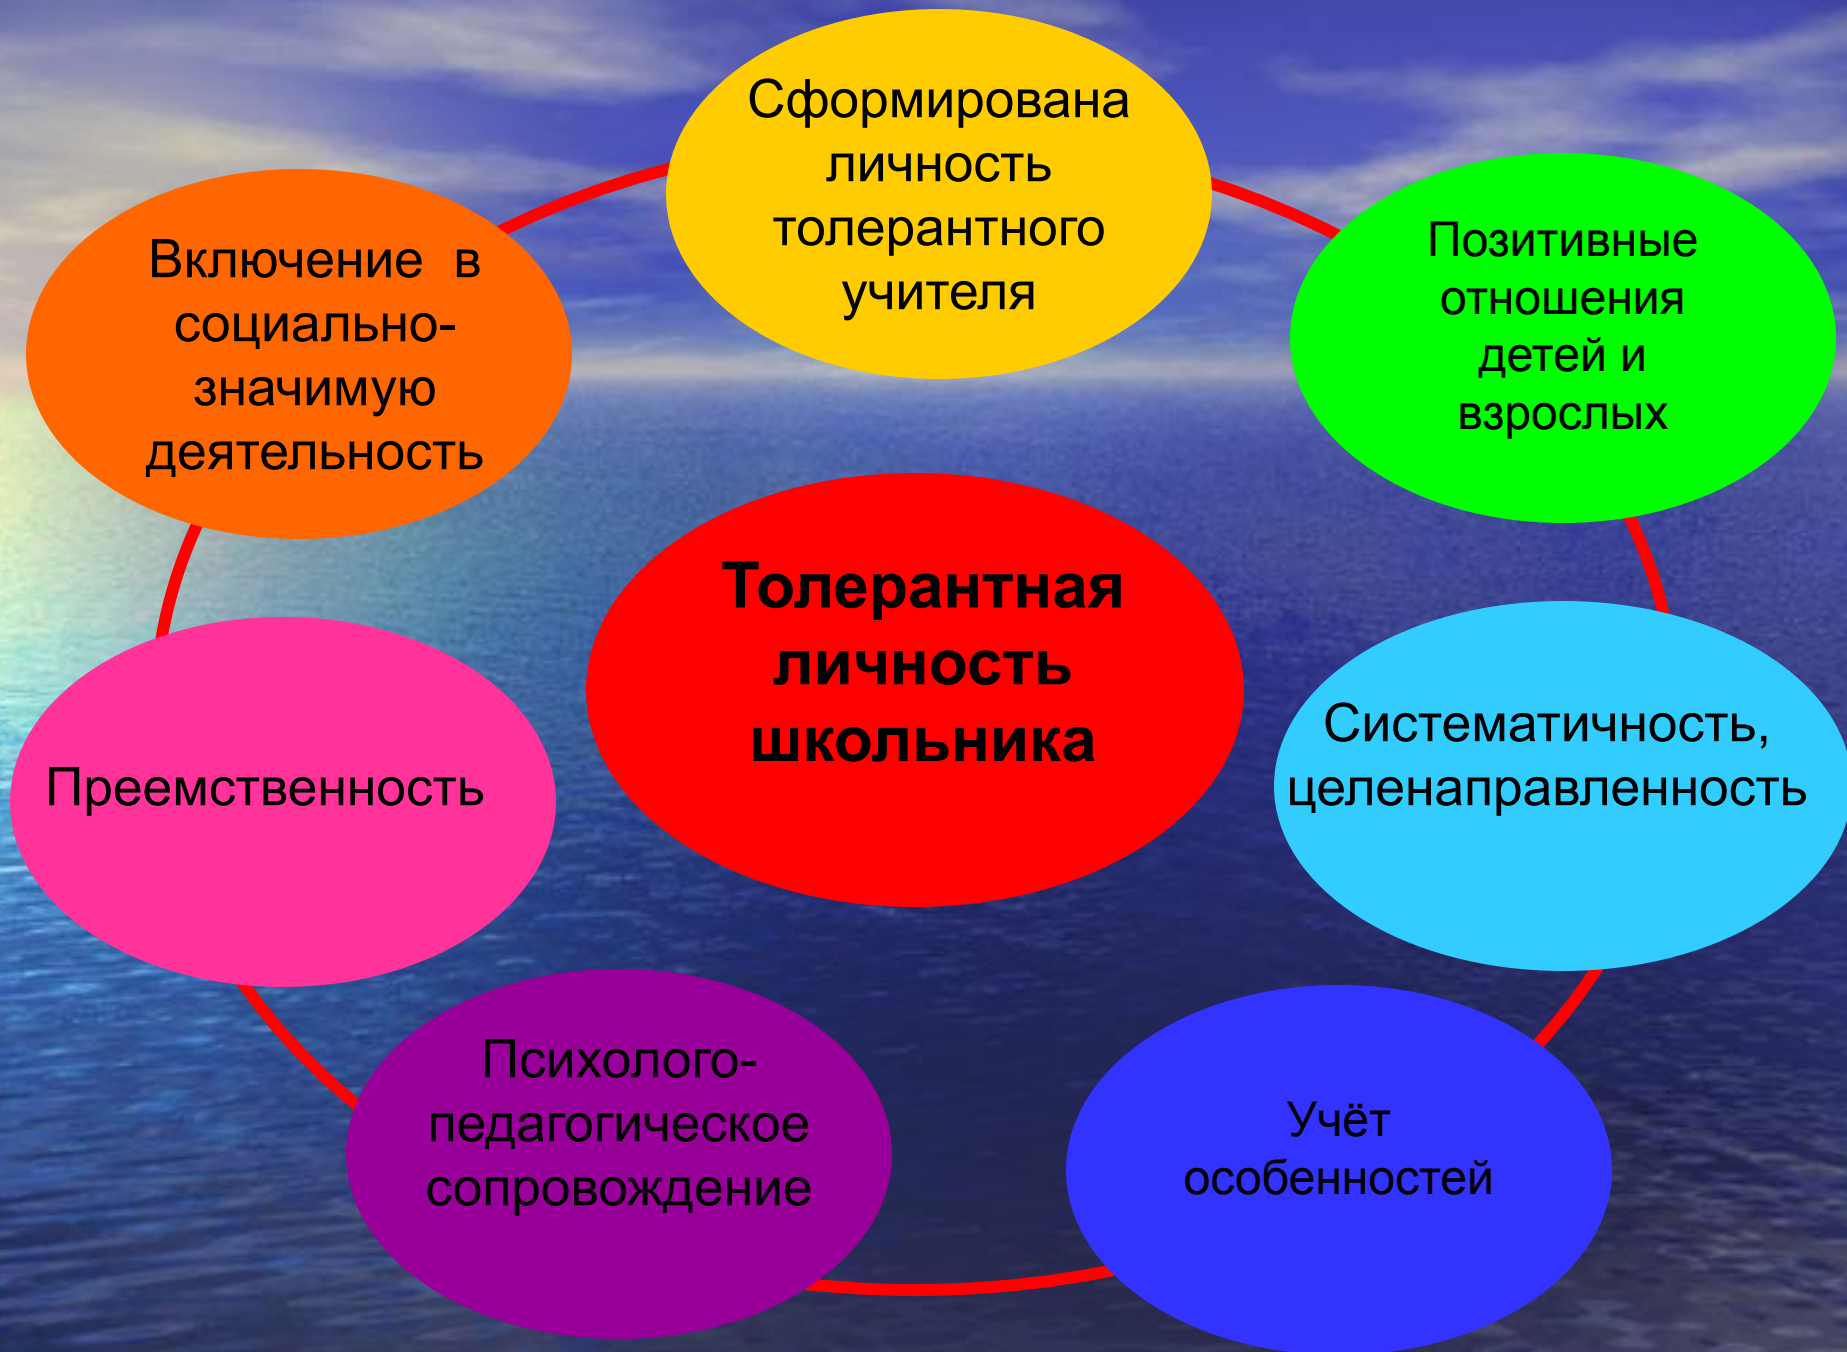 Сформирована
личность
толерантного
учителя
Включение в
социально-
значимую
деятельность
Позитивные
отношения
детей и
взрослых
Толерантная
личность
школьника
Преемственность
Систематичность,
целенаправленность
Психолого-
педагогическое
сопровождение
Учёт
особенностей